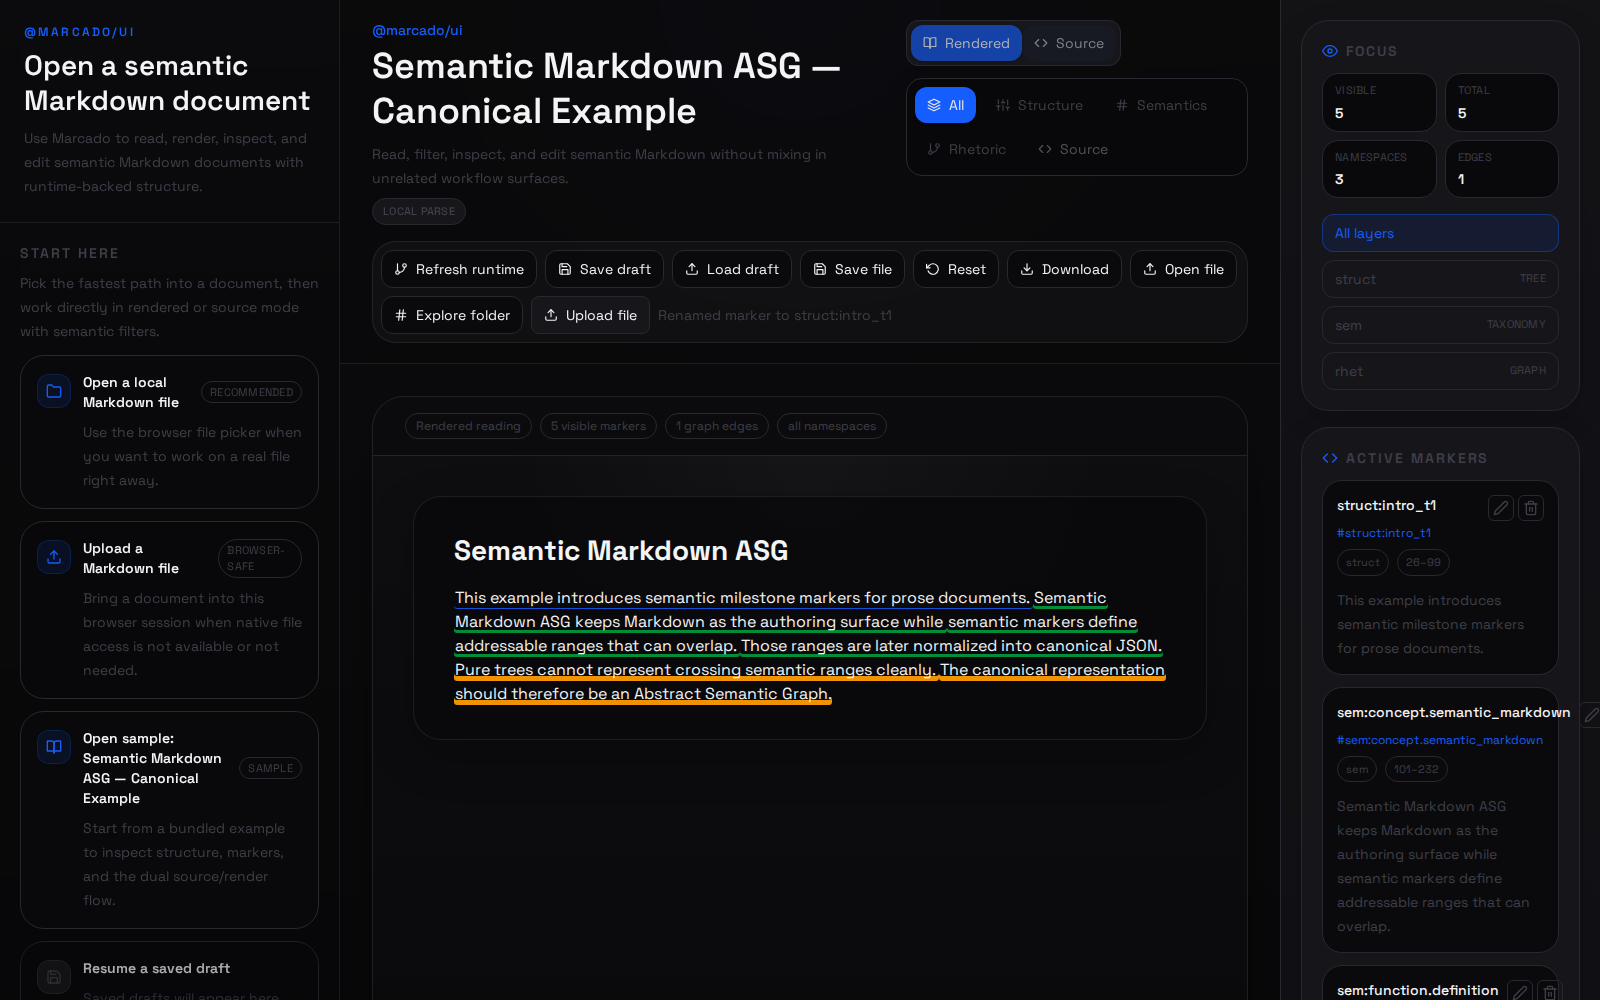 @MARCADO/UI
Open a semantic
Markdown document
Use Marcado to read, render, inspect, and
edit semantic Markdown documents with
runtime-backed structure.
START HERE
Pick the fastest path into a document, then
work directly in rendered or source mode
with semantic filters.
Open a local
Markdown file
RECOMMENDED
Use the browser file picker when
you want to work on a real file
right away.
Upload a
Markdown file
BROWSER-
SAFE
Bring a document into this
browser session when native file
access is not available or not
needed.
Open sample:
Semantic Markdown
ASG — Canonical
Example
SAMPLE
Start from a bundled example
to inspect structure, markers,
and the dual source/render
flow.
Resume a saved draft
Saved drafts will appear here
@marcado/ui
Semantic Markdown ASG —
Canonical Example
Read, filter, inspect, and edit semantic Markdown without mixing in
unrelated workflow surfaces.
LOCAL PARSE
Rendered Source
All Structure Semantics
Rhetoric Source
Refresh runtime Save draft Load draft Save file Reset Download Open file
Explore folder Upload file Renamed marker to struct:intro_t1
Rendered reading 5 visible markers 1 graph edges all namespaces
Semantic Markdown ASG
This example introduces semantic milestone markers for prose documents. Semantic
Markdown ASG keeps Markdown as the authoring surface while semantic markers define
addressable ranges that can overlap. Those ranges are later normalized into canonical JSON.
Pure trees cannot represent crossing semantic ranges cleanly. The canonical representation
should therefore be an Abstract Semantic Graph.
FOCUS
VISIBLE
5
TOTAL
5
NAMESPACES
3
EDGES
1
All layers
struct TREE
sem TAXONOMY
rhet GRAPH
ACTIVE MARKERS
struct:intro_t1
#struct:intro_t1
struct 26–99
This example introduces
semantic milestone markers
for prose documents.
sem:concept.semantic_markdown
#sem:concept.semantic_markdown
sem 101–232
Semantic Markdown ASG
keeps Markdown as the
authoring surface while
semantic markers define
addressable ranges that can
overlap.
sem:function.definition